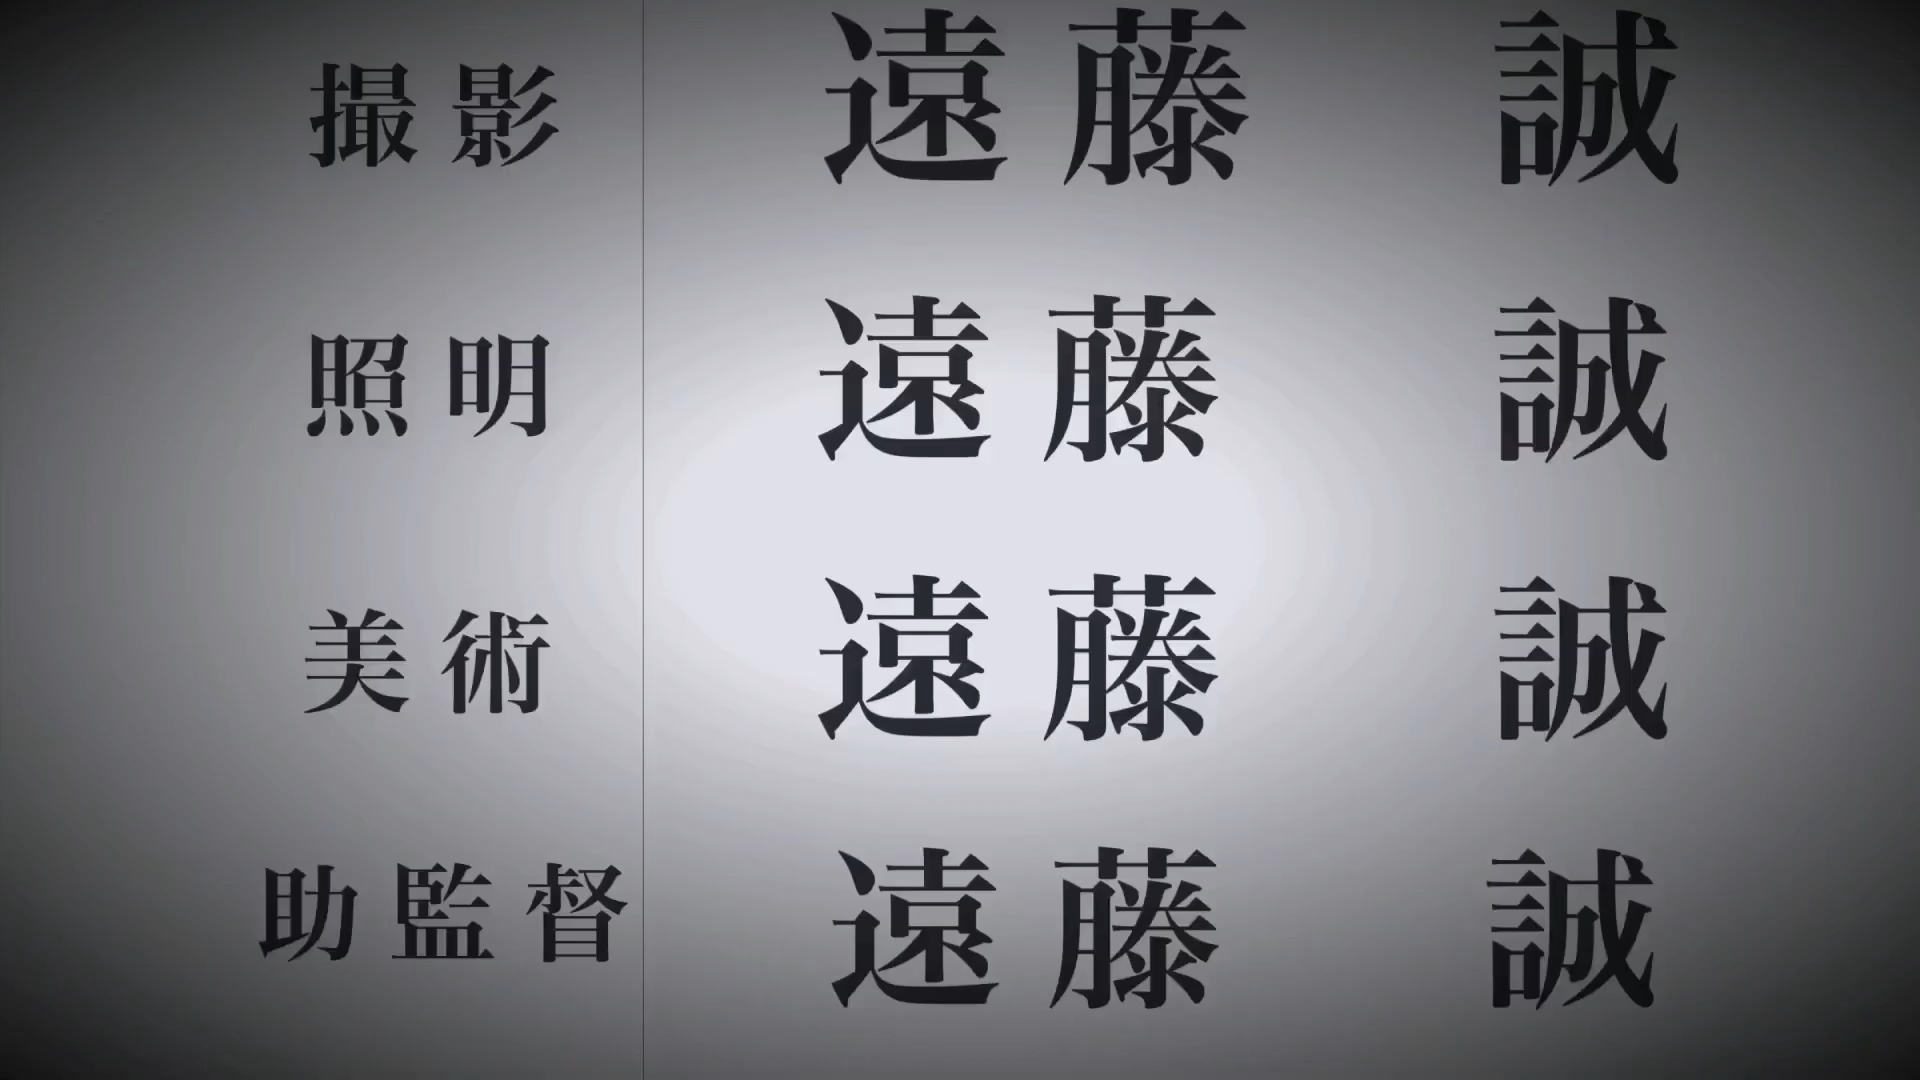 撮影 遠藤 誠
照明 遠藤 誠
美術 遠藤 誠
助監督 遠藤 誠